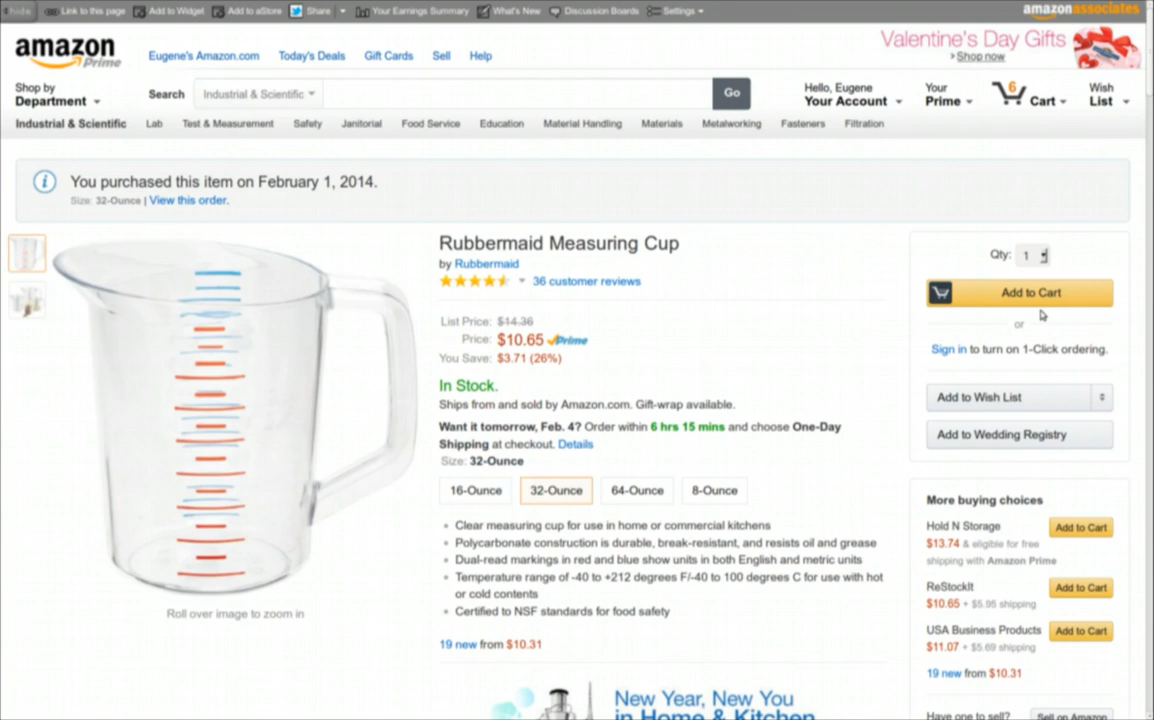 hide Link to this page Add to Widget Add to aStore Share Your Earnings Summary What's New Discussion Boards Settings amazonassociates
amazon Prime
Eugene's Amazon.com Today's Deals Gift Cards Sell Help
Valentine's Day Gifts
Shop now
Shop by Department
Search Industrial & Scientific Go
Hello, Eugene Your Account
Your Prime
6 Cart
Wish List
Industrial & Scientific Lab Test & Measurement Safety Janitorial Food Service Education Material Handling Materials Metalworking Fasteners Filtration
You purchased this item on February 1, 2014.
Size: 32-Ounce | View this order.
Roll over image to zoom in
Rubbermaid Measuring Cup
by Rubbermaid
36 customer reviews
List Price: $14.36
Price: $10.65 Prime
You Save: $3.71 (26%)
In Stock.
Ships from and sold by Amazon.com. Gift-wrap available.
Want it tomorrow, Feb. 4? Order within 6 hrs 15 mins and choose One-Day
Shipping at checkout. Details
Size: 32-Ounce
16-Ounce 32-Ounce 64-Ounce 8-Ounce
Clear measuring cup for use in home or commercial kitchens
Polycarbonate construction is durable, break-resistant, and resists oil and grease
Dual-read markings in red and blue show units in both English and metric units
Temperature range of -40 to +212 degrees F/-40 to 100 degrees C for use with hot
or cold contents
Certified to NSF standards for food safety
19 new from $10.31
New Year, New You
in Home & Kitchen
Qty: 1
Add to Cart
or
Sign in to turn on 1-Click ordering.
Add to Wish List
Add to Wedding Registry
More buying choices
Hold N Storage Add to Cart
$13.74 & eligible for free
shipping with Amazon Prime
ReStockIt Add to Cart
$10.65 + $5.95 shipping
USA Business Products Add to Cart
$11.07 + $5.69 shipping
19 new from $10.31
Have one to sell? Sell on Amazon